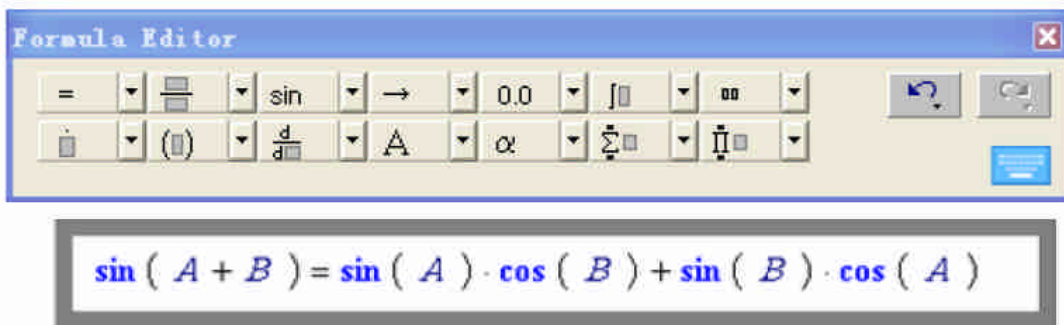 Formula Editor
= sin → 0.0 ∫
(▯) d/d▯ A α Σ▯ Π▯
sin ( A + B ) = sin ( A ) · cos ( B ) + sin ( B ) · cos ( A )